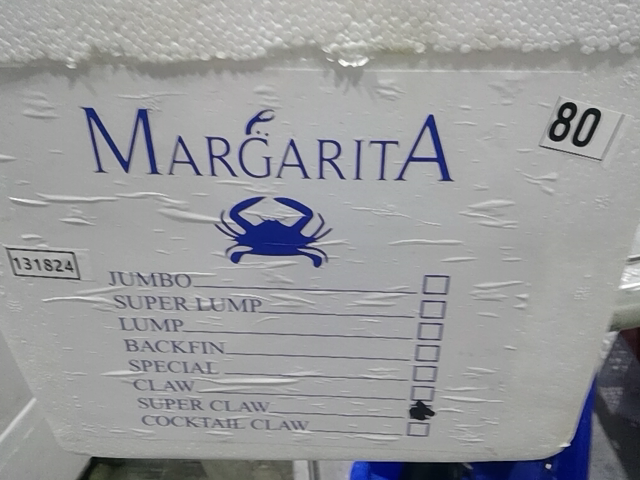 MARGARITA
80
131824
JUMBO
SUPER LUMP
LUMP
BACKFIN
SPECIAL
CLAW
SUPER CLAW
COCKTAIL CLAW